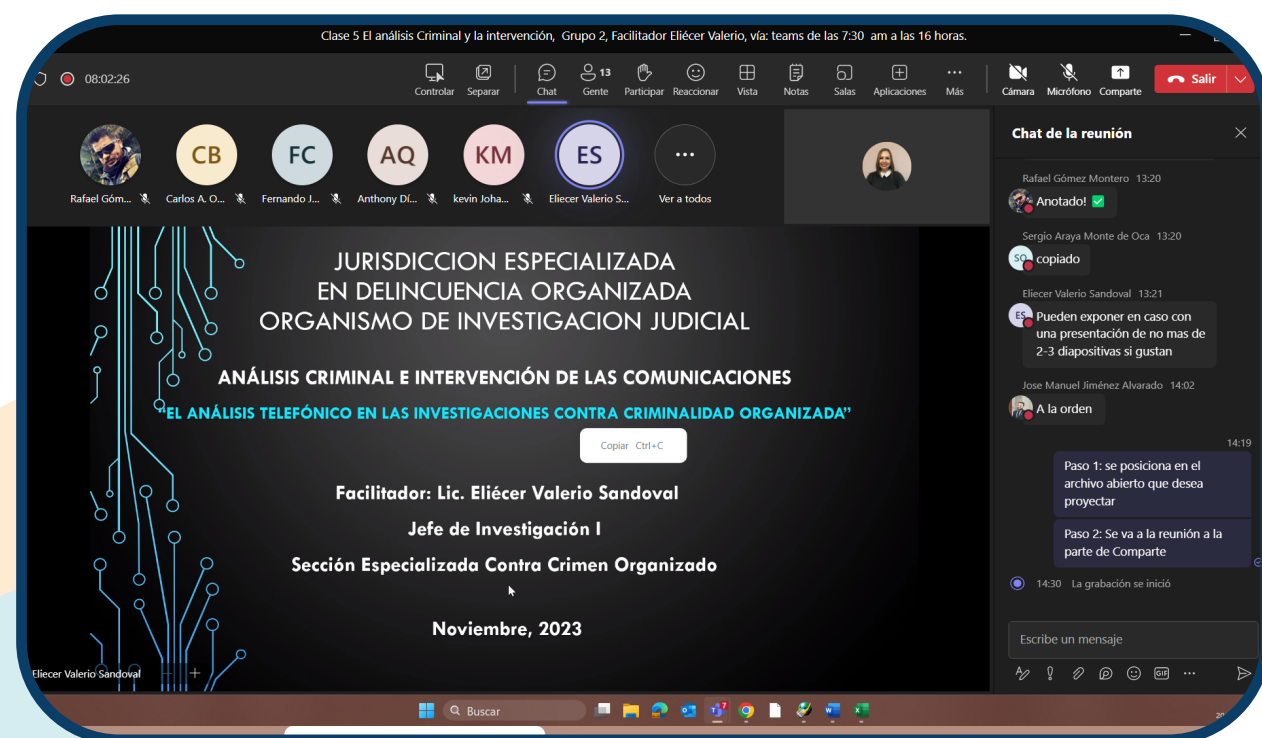 Clase 5 El análisis Criminal y la intervención, Grupo 2, Facilitador Eliécer Valerio, vía: teams de las 7:30 am a las 16 horas.
08:02:26
Controlar
Separar
Chat
13
Gente
Participar
Reaccionar
Vista
Notas
Salas
Aplicaciones
Más
Cámara
Micrófono
Comparte
Salir
CB
FC
AQ
KM
ES
Rafael Góm...
Carlos A. O...
Fernando J...
Anthony Dí...
kevin Joha...
Eliecer Valerio S...
Ver a todos
JURISDICCION ESPECIALIZADA
EN DELINCUENCIA ORGANIZADA
ORGANISMO DE INVESTIGACION JUDICIAL
ANÁLISIS CRIMINAL E INTERVENCIÓN DE LAS COMUNICACIONES
"EL ANÁLISIS TELEFÓNICO EN LAS INVESTIGACIONES CONTRA CRIMINALIDAD ORGANIZADA"
Copiar Ctrl+C
Facilitador: Lic. Eliécer Valerio Sandoval
Jefe de Investigación I
Sección Especializada Contra Crimen Organizado
Noviembre, 2023
Eliecer Valerio Sandoval
Chat de la reunión
Rafael Gómez Montero 13:20
Anotado! ✅
Sergio Araya Monte de Oca 13:20
copiado
Eliecer Valerio Sandoval 13:21
ES
Pueden exponer en caso con
una presentación de no mas de
2-3 diapositivas si gustan
Jose Manuel Jiménez Alvarado 14:02
A la orden
14:19
Paso 1: se posiciona en el
archivo abierto que desea
proyectar
Paso 2: Se va a la reunión a la
parte de Comparte
14:30 La grabación se inició
Escribe un mensaje
GIF
Buscar